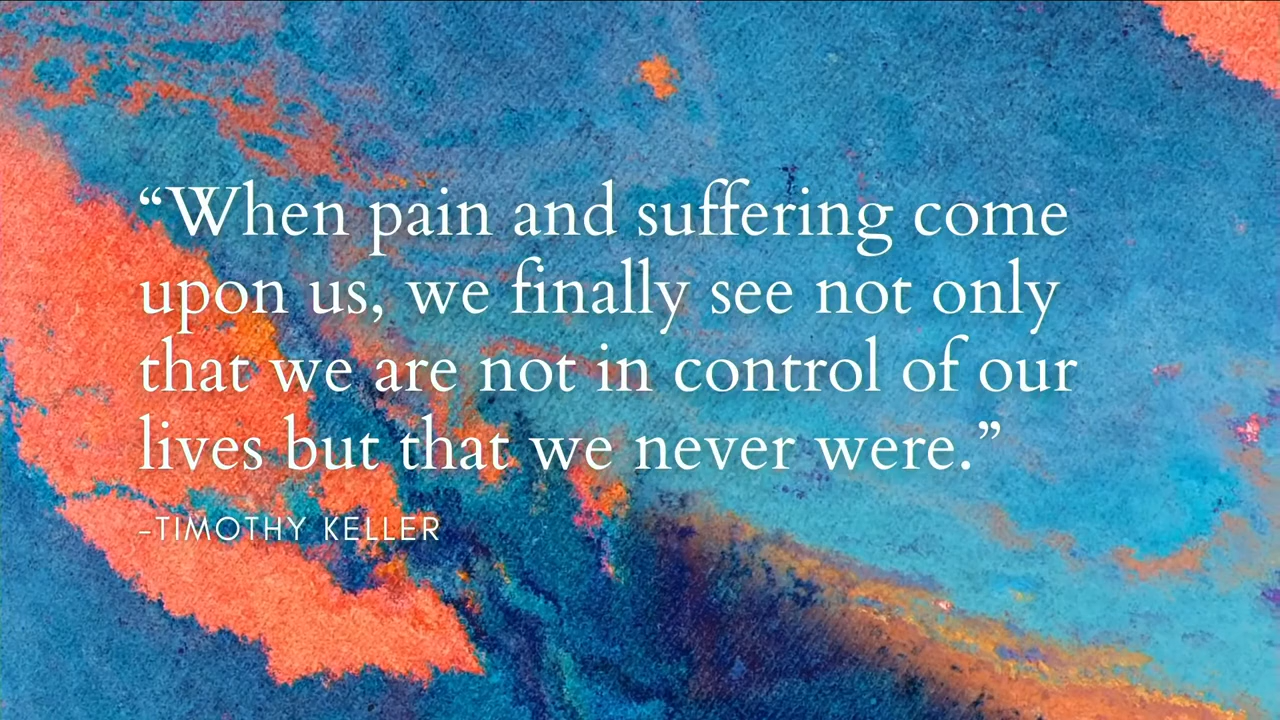 “When pain and suffering come
upon us, we finally see not only
that we are not in control of our
lives but that we never were.”
–TIMOTHY KELLER